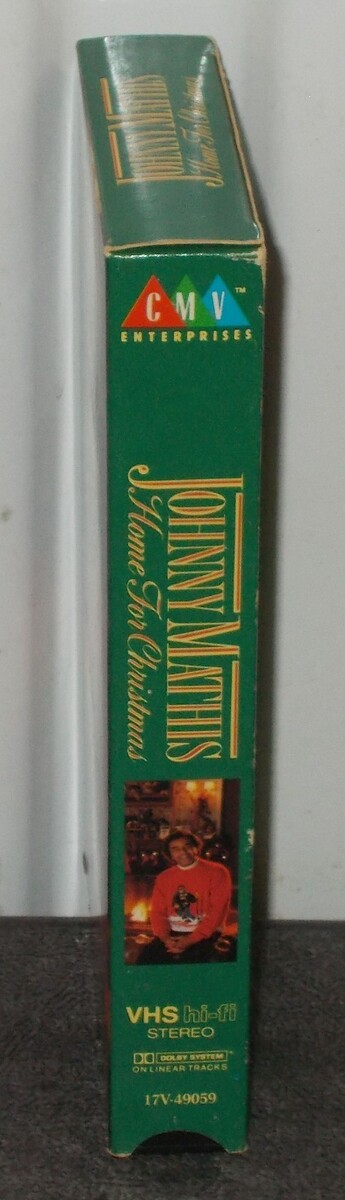 JOHNNY MATHIS
Home For Christmas
CMV™
ENTERPRISES
JOHNNY MATHIS
Home For Christmas
VHS hi-fi
STEREO
DOLBY SYSTEM
ON LINEAR TRACKS
17V-49059